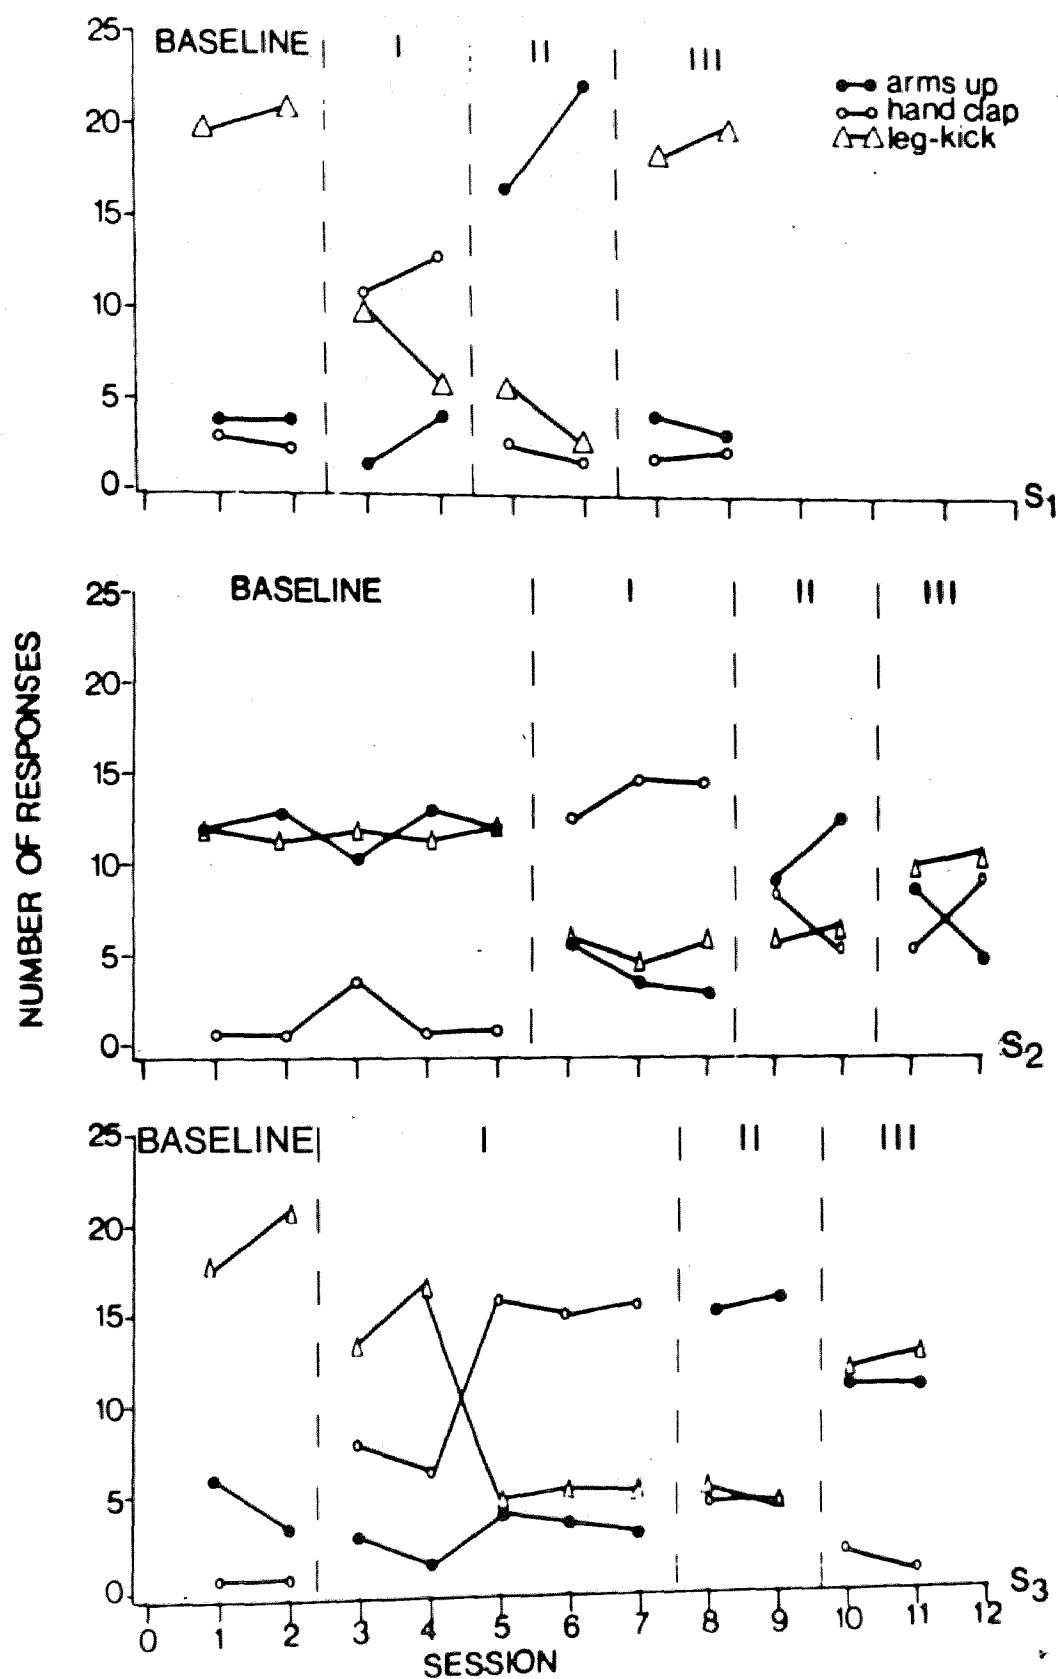 BASELINE I II III
arms up
hand clap
leg-kick
25
20
15
10
5
0
S1
NUMBER OF RESPONSES
BASELINE I II III
25
20
15
10
5
0
S2
BASELINE I II III
25
20
15
10
5
0
S3
0 1 2 3 4 5 6 7 8 9 10 11 12
SESSION